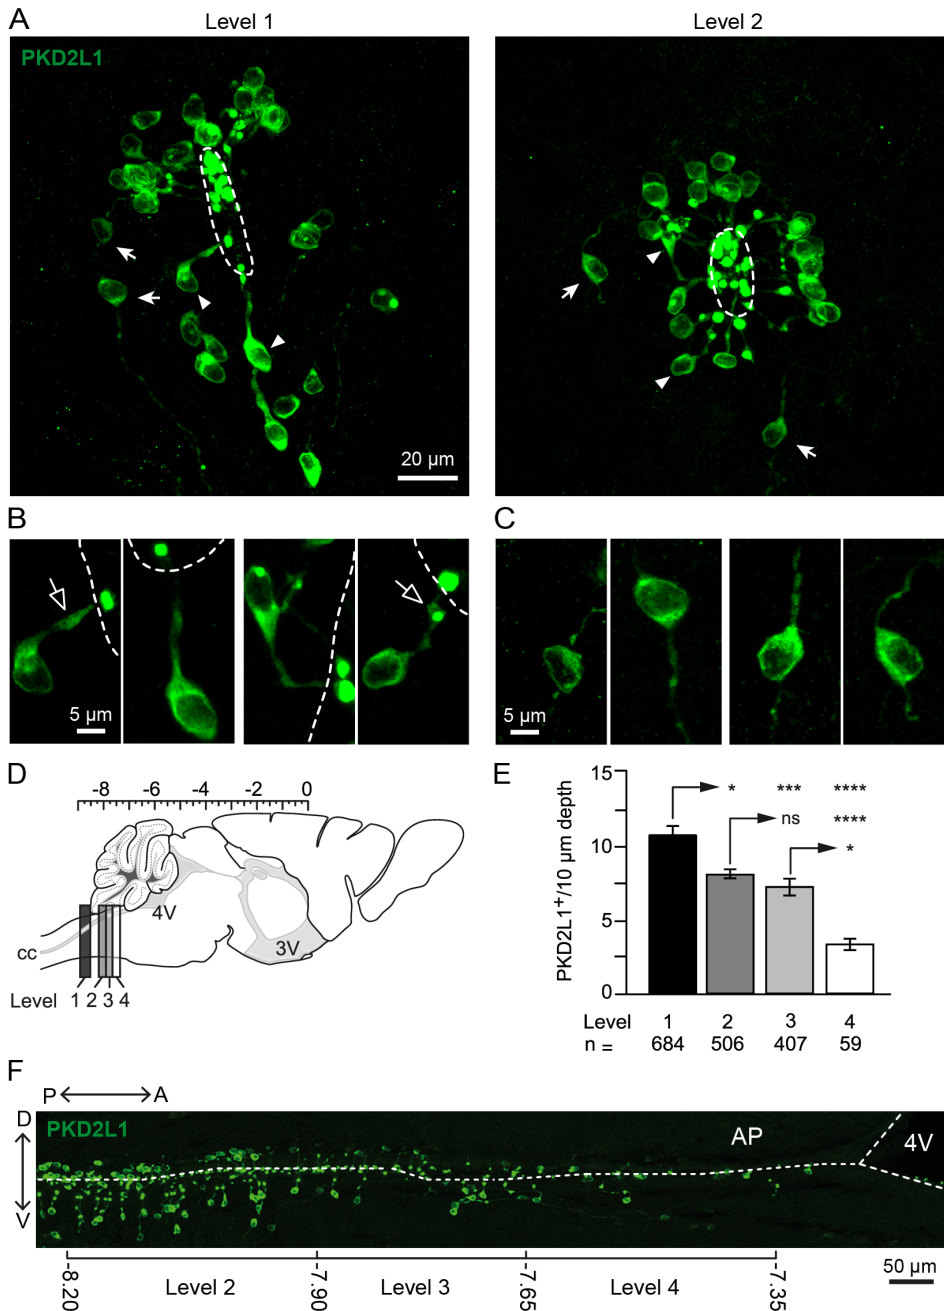 A
Level 1
Level 2
PKD2L1
20 µm
B
C
5 µm
5 µm
D
E
-8 -6 -4 -2 0
4V
3V
cc
Level 1 2 3 4
PKD2L1⁺/10 µm depth
15
10
5
0
* *** ****
ns ****
*
Level 1 2 3 4
n = 684 506 407 59
F
P A
D
V
PKD2L1
AP
4V
-8.20
Level 2
-7.90
Level 3
-7.65
Level 4
-7.35
50 µm